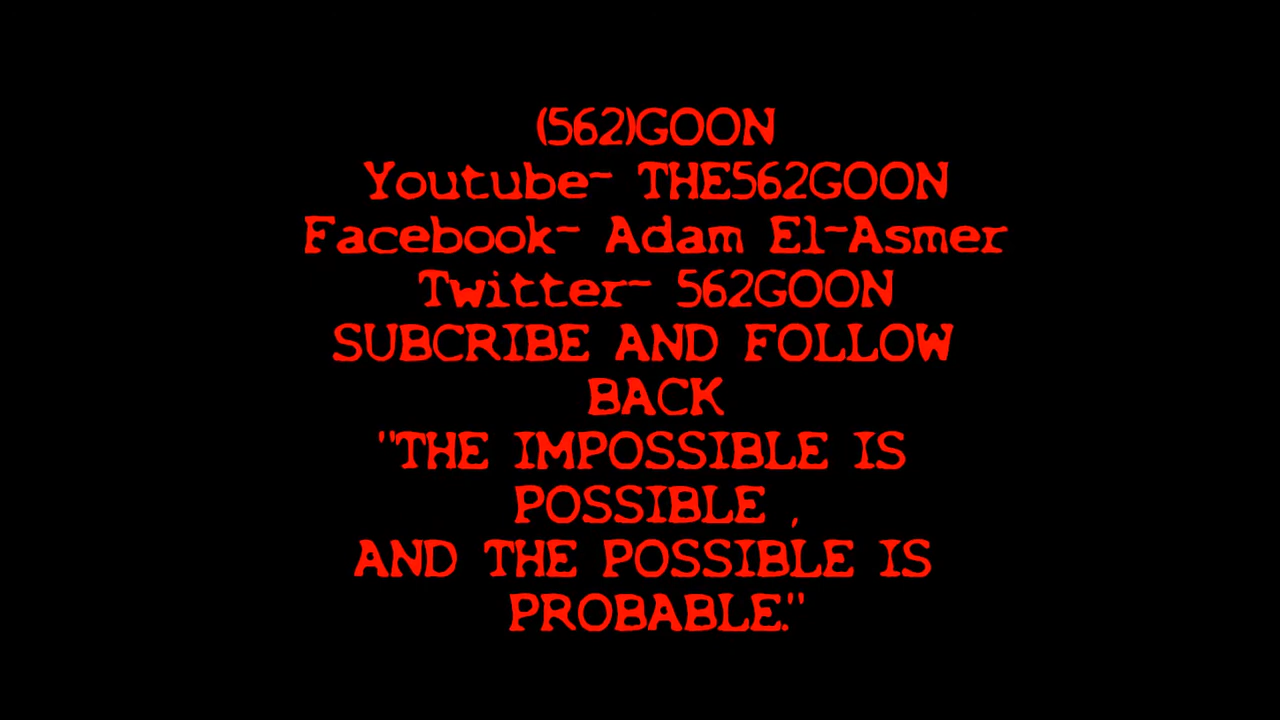 (562)GOON
Youtube- THE562GOON
Facebook- Adam El-Asmer
Twitter- 562GOON
SUBCRIBE AND FOLLOW
BACK
"THE IMPOSSIBLE IS
POSSIBLE ,
AND THE POSSIBLE IS
PROBABLE."